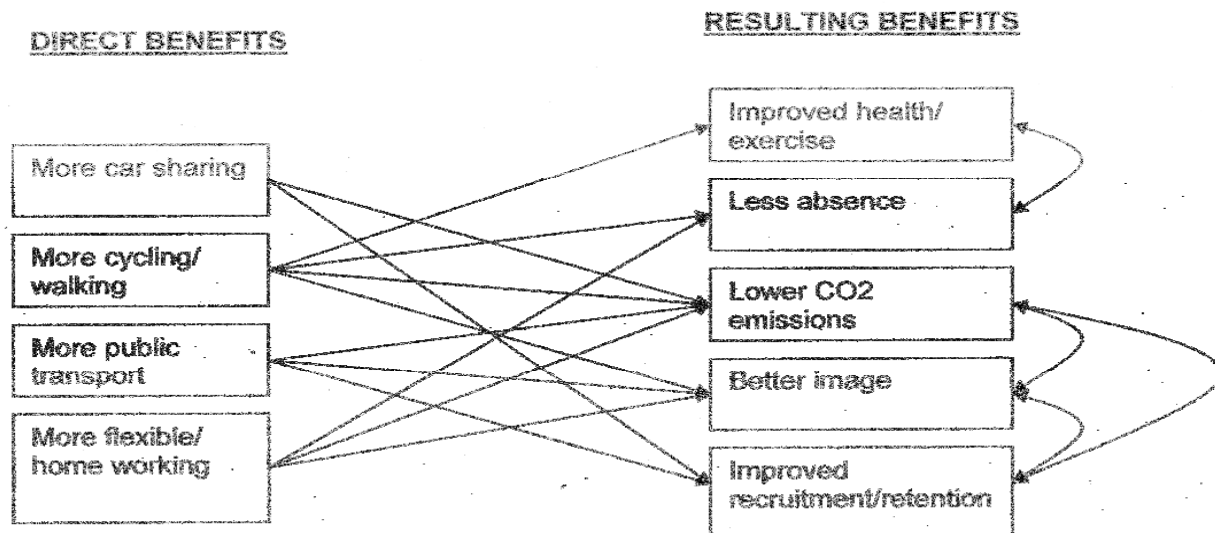 DIRECT BENEFITS
More car sharing
More cycling/
walking
More public
transport
More flexible/
home working
RESULTING BENEFITS
Improved health/
exercise
Less absence
Lower CO2
emissions
Better image
Improved
recruitment/retention